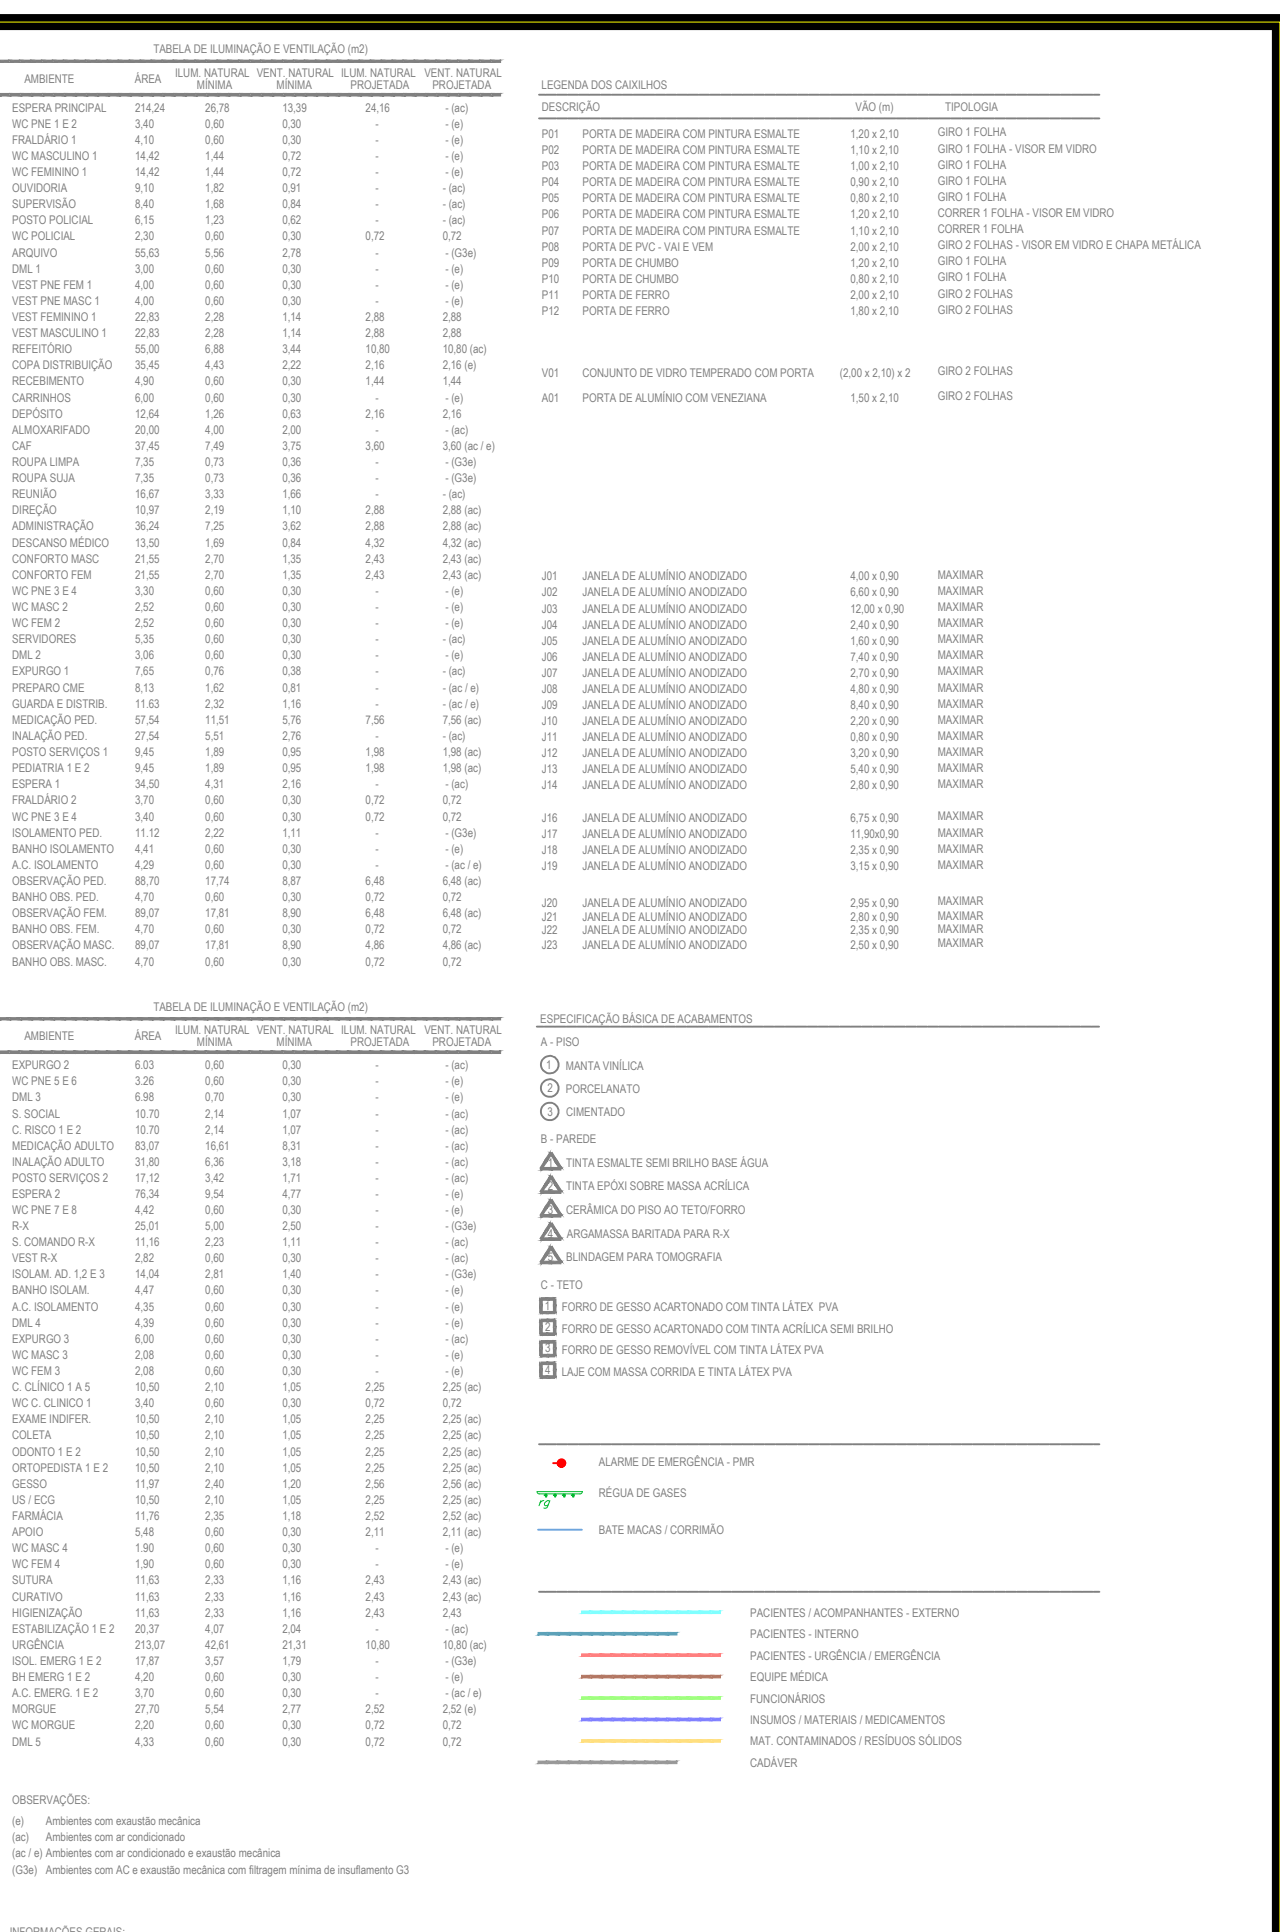 TABELA DE ILUMINAÇÃO E VENTILAÇÃO (m2)
AMBIENTE ÁREA ILUM. NATURAL MÍNIMA VENT. NATURAL MÍNIMA ILUM. NATURAL PROJETADA VENT. NATURAL PROJETADA
ESPERA PRINCIPAL 214,24 26,78 13,39 24,16 - (ac)
WC PNE 1 E 2 3,40 0,60 0,30 - - (e)
FRALDÁRIO 1 4,10 0,60 0,30 - - (e)
WC MASCULINO 1 14,42 1,44 0,72 - - (e)
WC FEMININO 1 14,42 1,44 0,72 - - (e)
OUVIDORIA 9,10 1,82 0,91 - - (ac)
SUPERVISÃO 8,40 1,68 0,84 - - (ac)
POSTO POLICIAL 6,15 1,23 0,62 - - (ac)
WC POLICIAL 2,30 0,60 0,30 0,72 0,72
ARQUIVO 55,63 5,56 2,78 - - (G3e)
DML 1 3,00 0,60 0,30 - - (e)
VEST PNE FEM 1 4,00 0,60 0,30 - - (e)
VEST PNE MASC 1 4,00 0,60 0,30 - - (e)
VEST FEMININO 1 22,83 2,28 1,14 2,88 2,88
VEST MASCULINO 1 22,83 2,28 1,14 2,88 2,88
REFEITÓRIO 55,00 6,88 3,44 10,80 10,80 (ac)
COPA DISTRIBUIÇÃO 35,45 4,43 2,22 2,16 2,16 (e)
RECEBIMENTO 4,90 0,60 0,30 1,44 1,44
CARRINHOS 6,00 0,60 0,30 - - (e)
DEPÓSITO 12,64 1,26 0,63 2,16 2,16
ALMOXARIFADO 20,00 4,00 2,00 - - (ac)
CAF 37,45 7,49 3,75 3,60 3,60 (ac / e)
ROUPA LIMPA 7,35 0,73 0,36 - - (G3e)
ROUPA SUJA 7,35 0,73 0,36 - - (G3e)
REUNIÃO 16,67 3,33 1,66 - - (ac)
DIREÇÃO 10,97 2,19 1,10 2,88 2,88 (ac)
ADMINISTRAÇÃO 36,24 7,25 3,62 2,88 2,88 (ac)
DESCANSO MÉDICO 13,50 1,69 0,84 4,32 4,32 (ac)
CONFORTO MASC 21,55 2,70 1,35 2,43 2,43 (ac)
CONFORTO FEM 21,55 2,70 1,35 2,43 2,43 (ac)
WC PNE 3 E 4 3,30 0,60 0,30 - - (e)
WC MASC 2 2,52 0,60 0,30 - - (e)
WC FEM 2 2,52 0,60 0,30 - - (e)
SERVIDORES 5,35 0,60 0,30 - - (ac)
DML 2 3,06 0,60 0,30 - - (e)
EXPURGO 1 7,65 0,76 0,38 - - (ac)
PREPARO CME 8,13 1,62 0,81 - - (ac / e)
GUARDA E DISTRIB. 11.63 2,32 1,16 - - (ac / e)
MEDICAÇÃO PED. 57,54 11,51 5,76 7,56 7,56 (ac)
INALAÇÃO PED. 27,54 5,51 2,76 - - (ac)
POSTO SERVIÇOS 1 9,45 1,89 0,95 1,98 1,98 (ac)
PEDIATRIA 1 E 2 9,45 1,89 0,95 1,98 1,98 (ac)
ESPERA 1 34,50 4,31 2,16 - - (ac)
FRALDÁRIO 2 3,70 0,60 0,30 0,72 0,72
WC PNE 3 E 4 3,40 0,60 0,30 0,72 0,72
ISOLAMENTO PED. 11.12 2,22 1,11 - - (G3e)
BANHO ISOLAMENTO 4,41 0,60 0,30 - - (e)
A.C. ISOLAMENTO 4,29 0,60 0,30 - - (ac / e)
OBSERVAÇÃO PED. 88,70 17,74 8,87 6,48 6,48 (ac)
BANHO OBS. PED. 4,70 0,60 0,30 0,72 0,72
OBSERVAÇÃO FEM. 89,07 17,81 8,90 6,48 6,48 (ac)
BANHO OBS. FEM. 4,70 0,60 0,30 0,72 0,72
OBSERVAÇÃO MASC. 89,07 17,81 8,90 4,86 4,86 (ac)
BANHO OBS. MASC. 4,70 0,60 0,30 0,72 0,72
LEGENDA DOS CAIXILHOS
DESCRIÇÃO VÃO (m) TIPOLOGIA
P01 PORTA DE MADEIRA COM PINTURA ESMALTE 1,20 x 2,10 GIRO 1 FOLHA
P02 PORTA DE MADEIRA COM PINTURA ESMALTE 1,10 x 2,10 GIRO 1 FOLHA - VISOR EM VIDRO
P03 PORTA DE MADEIRA COM PINTURA ESMALTE 1,00 x 2,10 GIRO 1 FOLHA
P04 PORTA DE MADEIRA COM PINTURA ESMALTE 0,90 x 2,10 GIRO 1 FOLHA
P05 PORTA DE MADEIRA COM PINTURA ESMALTE 0,80 x 2,10 GIRO 1 FOLHA
P06 PORTA DE MADEIRA COM PINTURA ESMALTE 1,20 x 2,10 CORRER 1 FOLHA - VISOR EM VIDRO
P07 PORTA DE MADEIRA COM PINTURA ESMALTE 1,10 x 2,10 CORRER 1 FOLHA
P08 PORTA DE PVC - VAI E VEM 2,00 x 2,10 GIRO 2 FOLHAS - VISOR EM VIDRO E CHAPA METÁLICA
P09 PORTA DE CHUMBO 1,20 x 2,10 GIRO 1 FOLHA
P10 PORTA DE CHUMBO 0,80 x 2,10 GIRO 1 FOLHA
P11 PORTA DE FERRO 2,00 x 2,10 GIRO 2 FOLHAS
P12 PORTA DE FERRO 1,80 x 2,10 GIRO 2 FOLHAS
V01 CONJUNTO DE VIDRO TEMPERADO COM PORTA (2,00 x 2,10) x 2 GIRO 2 FOLHAS
A01 PORTA DE ALUMÍNIO COM VENEZIANA 1,50 x 2,10 GIRO 2 FOLHAS
J01 JANELA DE ALUMÍNIO ANODIZADO 4,00 x 0,90 MAXIMAR
J02 JANELA DE ALUMÍNIO ANODIZADO 6,60 x 0,90 MAXIMAR
J03 JANELA DE ALUMÍNIO ANODIZADO 12,00 x 0,90 MAXIMAR
J04 JANELA DE ALUMÍNIO ANODIZADO 2,40 x 0,90 MAXIMAR
J05 JANELA DE ALUMÍNIO ANODIZADO 1,60 x 0,90 MAXIMAR
J06 JANELA DE ALUMÍNIO ANODIZADO 7,40 x 0,90 MAXIMAR
J07 JANELA DE ALUMÍNIO ANODIZADO 2,70 x 0,90 MAXIMAR
J08 JANELA DE ALUMÍNIO ANODIZADO 4,80 x 0,90 MAXIMAR
J09 JANELA DE ALUMÍNIO ANODIZADO 8,40 x 0,90 MAXIMAR
J10 JANELA DE ALUMÍNIO ANODIZADO 2,20 x 0,90 MAXIMAR
J11 JANELA DE ALUMÍNIO ANODIZADO 0,80 x 0,90 MAXIMAR
J12 JANELA DE ALUMÍNIO ANODIZADO 3,20 x 0,90 MAXIMAR
J13 JANELA DE ALUMÍNIO ANODIZADO 5,40 x 0,90 MAXIMAR
J14 JANELA DE ALUMÍNIO ANODIZADO 2,80 x 0,90 MAXIMAR
J16 JANELA DE ALUMÍNIO ANODIZADO 6,75 x 0,90 MAXIMAR
J17 JANELA DE ALUMÍNIO ANODIZADO 11,90x0,90 MAXIMAR
J18 JANELA DE ALUMÍNIO ANODIZADO 2,35 x 0,90 MAXIMAR
J19 JANELA DE ALUMÍNIO ANODIZADO 3,15 x 0,90 MAXIMAR
J20 JANELA DE ALUMÍNIO ANODIZADO 2,95 x 0,90 MAXIMAR
J21 JANELA DE ALUMÍNIO ANODIZADO 2,80 x 0,90 MAXIMAR
J22 JANELA DE ALUMÍNIO ANODIZADO 2,35 x 0,90 MAXIMAR
J23 JANELA DE ALUMÍNIO ANODIZADO 2,50 x 0,90 MAXIMAR
TABELA DE ILUMINAÇÃO E VENTILAÇÃO (m2)
AMBIENTE ÁREA ILUM. NATURAL MÍNIMA VENT. NATURAL MÍNIMA ILUM. NATURAL PROJETADA VENT. NATURAL PROJETADA
EXPURGO 2 6.03 0,60 0,30 - - (ac)
WC PNE 5 E 6 3.26 0,60 0,30 - - (e)
DML 3 6.98 0,70 0,30 - - (e)
S. SOCIAL 10.70 2,14 1,07 - - (ac)
C. RISCO 1 E 2 10.70 2,14 1,07 - - (ac)
MEDICAÇÃO ADULTO 83,07 16,61 8,31 - - (ac)
INALAÇÃO ADULTO 31,80 6,36 3,18 - - (ac)
POSTO SERVIÇOS 2 17,12 3,42 1,71 - - (ac)
ESPERA 2 76,34 9,54 4,77 - - (e)
WC PNE 7 E 8 4,42 0,60 0,30 - - (e)
R-X 25,01 5,00 2,50 - - (G3e)
S. COMANDO R-X 11,16 2,23 1,11 - - (ac)
VEST R-X 2,82 0,60 0,30 - - (ac)
ISOLAM. AD. 1,2 E 3 14,04 2,81 1,40 - - (G3e)
BANHO ISOLAM. 4,47 0,60 0,30 - - (e)
A.C. ISOLAMENTO 4,35 0,60 0,30 - - (e)
DML 4 4,39 0,60 0,30 - - (e)
EXPURGO 3 6,00 0,60 0,30 - - (ac)
WC MASC 3 2,08 0,60 0,30 - - (e)
WC FEM 3 2,08 0,60 0,30 - - (e)
C. CLÍNICO 1 A 5 10,50 2,10 1,05 2,25 2,25 (ac)
WC C. CLINICO 1 3,40 0,60 0,30 0,72 0,72
EXAME INDIFER. 10,50 2,10 1,05 2,25 2,25 (ac)
COLETA 10,50 2,10 1,05 2,25 2,25 (ac)
ODONTO 1 E 2 10,50 2,10 1,05 2,25 2,25 (ac)
ORTOPEDISTA 1 E 2 10,50 2,10 1,05 2,25 2,25 (ac)
GESSO 11,97 2,40 1,20 2,56 2,56 (ac)
US / ECG 10,50 2,10 1,05 2,25 2,25 (ac)
FARMÁCIA 11,76 2,35 1,18 2,52 2,52 (ac)
APOIO 5,48 0,60 0,30 2,11 2,11 (ac)
WC MASC 4 1.90 0,60 0,30 - - (e)
WC FEM 4 1,90 0,60 0,30 - - (e)
SUTURA 11,63 2,33 1,16 2,43 2,43 (ac)
CURATIVO 11,63 2,33 1,16 2,43 2,43 (ac)
HIGIENIZAÇÃO 11,63 2,33 1,16 2,43 2,43
ESTABILIZAÇÃO 1 E 2 20,37 4,07 2,04 - - (ac)
URGÊNCIA 213,07 42,61 21,31 10,80 10,80 (ac)
ISOL. EMERG 1 E 2 17,87 3,57 1,79 - - (G3e)
BH EMERG 1 E 2 4,20 0,60 0,30 - - (e)
A.C. EMERG. 1 E 2 3,70 0,60 0,30 - - (ac / e)
MORGUE 27,70 5,54 2,77 2,52 2,52 (e)
WC MORGUE 2,20 0,60 0,30 0,72 0,72
DML 5 4,33 0,60 0,30 0,72 0,72
ESPECIFICAÇÃO BÁSICA DE ACABAMENTOS
A - PISO
1 MANTA VINÍLICA
2 PORCELANATO
3 CIMENTADO
B - PAREDE
1 TINTA ESMALTE SEMI BRILHO BASE ÁGUA
2 TINTA EPÓXI SOBRE MASSA ACRÍLICA
3 CERÂMICA DO PISO AO TETO/FORRO
4 ARGAMASSA BARITADA PARA R-X
5 BLINDAGEM PARA TOMOGRAFIA
C - TETO
1 FORRO DE GESSO ACARTONADO COM TINTA LÁTEX PVA
2 FORRO DE GESSO ACARTONADO COM TINTA ACRÍLICA SEMI BRILHO
3 FORRO DE GESSO REMOVÍVEL COM TINTA LÁTEX PVA
4 LAJE COM MASSA CORRIDA E TINTA LÁTEX PVA
ALARME DE EMERGÊNCIA - PMR
rg RÉGUA DE GASES
BATE MACAS / CORRIMÃO
PACIENTES / ACOMPANHANTES - EXTERNO
PACIENTES - INTERNO
PACIENTES - URGÊNCIA / EMERGÊNCIA
EQUIPE MÉDICA
FUNCIONÁRIOS
INSUMOS / MATERIAIS / MEDICAMENTOS
MAT. CONTAMINADOS / RESÍDUOS SÓLIDOS
CADÁVER
OBSERVAÇÕES:
(e) Ambientes com exaustão mecânica
(ac) Ambientes com ar condicionado
(ac / e) Ambientes com ar condicionado e exaustão mecânica
(G3e) Ambientes com AC e exaustão mecânica com filtragem mínima de insuflamento G3
INFORMAÇÕES GERAIS: